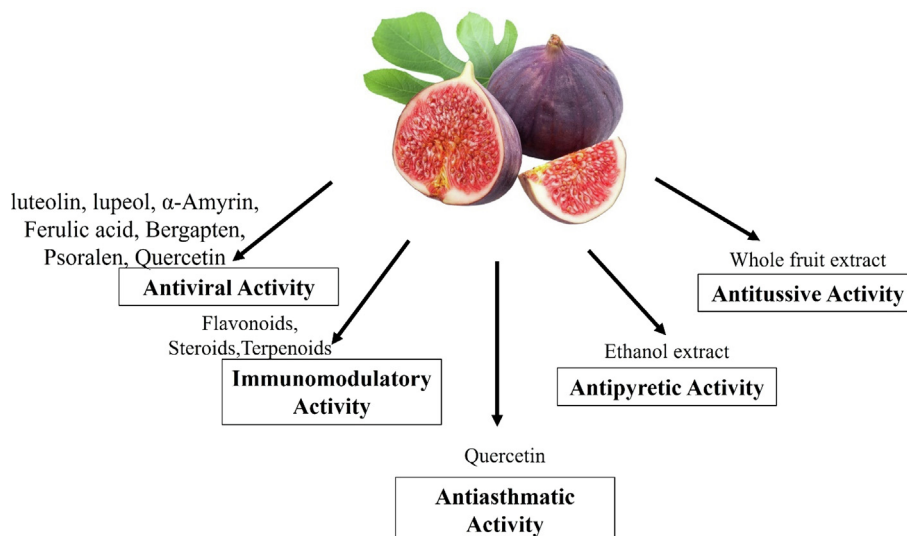 luteolin, lupeol, α-Amyrin,
Ferulic acid, Bergapten,
Psoralen, Quercetin
Antiviral Activity
Flavonoids,
Steroids,Terpenoids
Immunomodulatory
Activity
Quercetin
Antiasthmatic
Activity
Ethanol extract
Antipyretic Activity
Whole fruit extract
Antitussive Activity